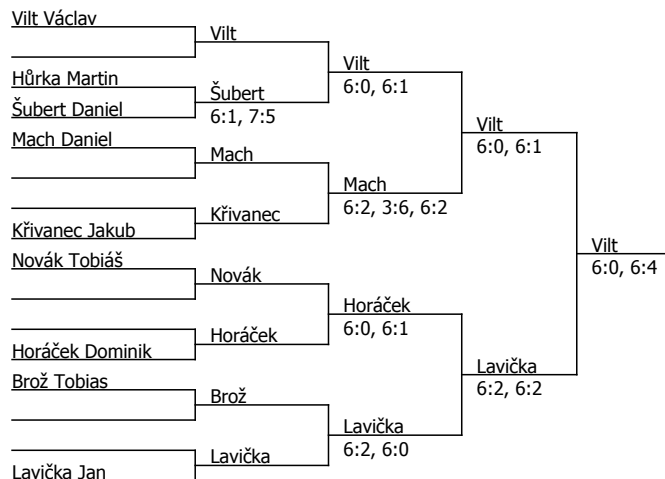 Vilt Václav
Vilt
Vilt
6:0, 6:1
Hůrka Martin
Šubert
6:1, 7:5
Šubert Daniel
Vilt
6:0, 6:1
Mach Daniel
Mach
Mach
6:2, 3:6, 6:2
Křivanec
Křivanec Jakub
Vilt
6:0, 6:4
Novák Tobiáš
Novák
Horáček
6:0, 6:1
Horáček
Horáček Dominik
Lavička
6:2, 6:2
Brož Tobias
Brož
Lavička
6:2, 6:0
Lavička
Lavička Jan